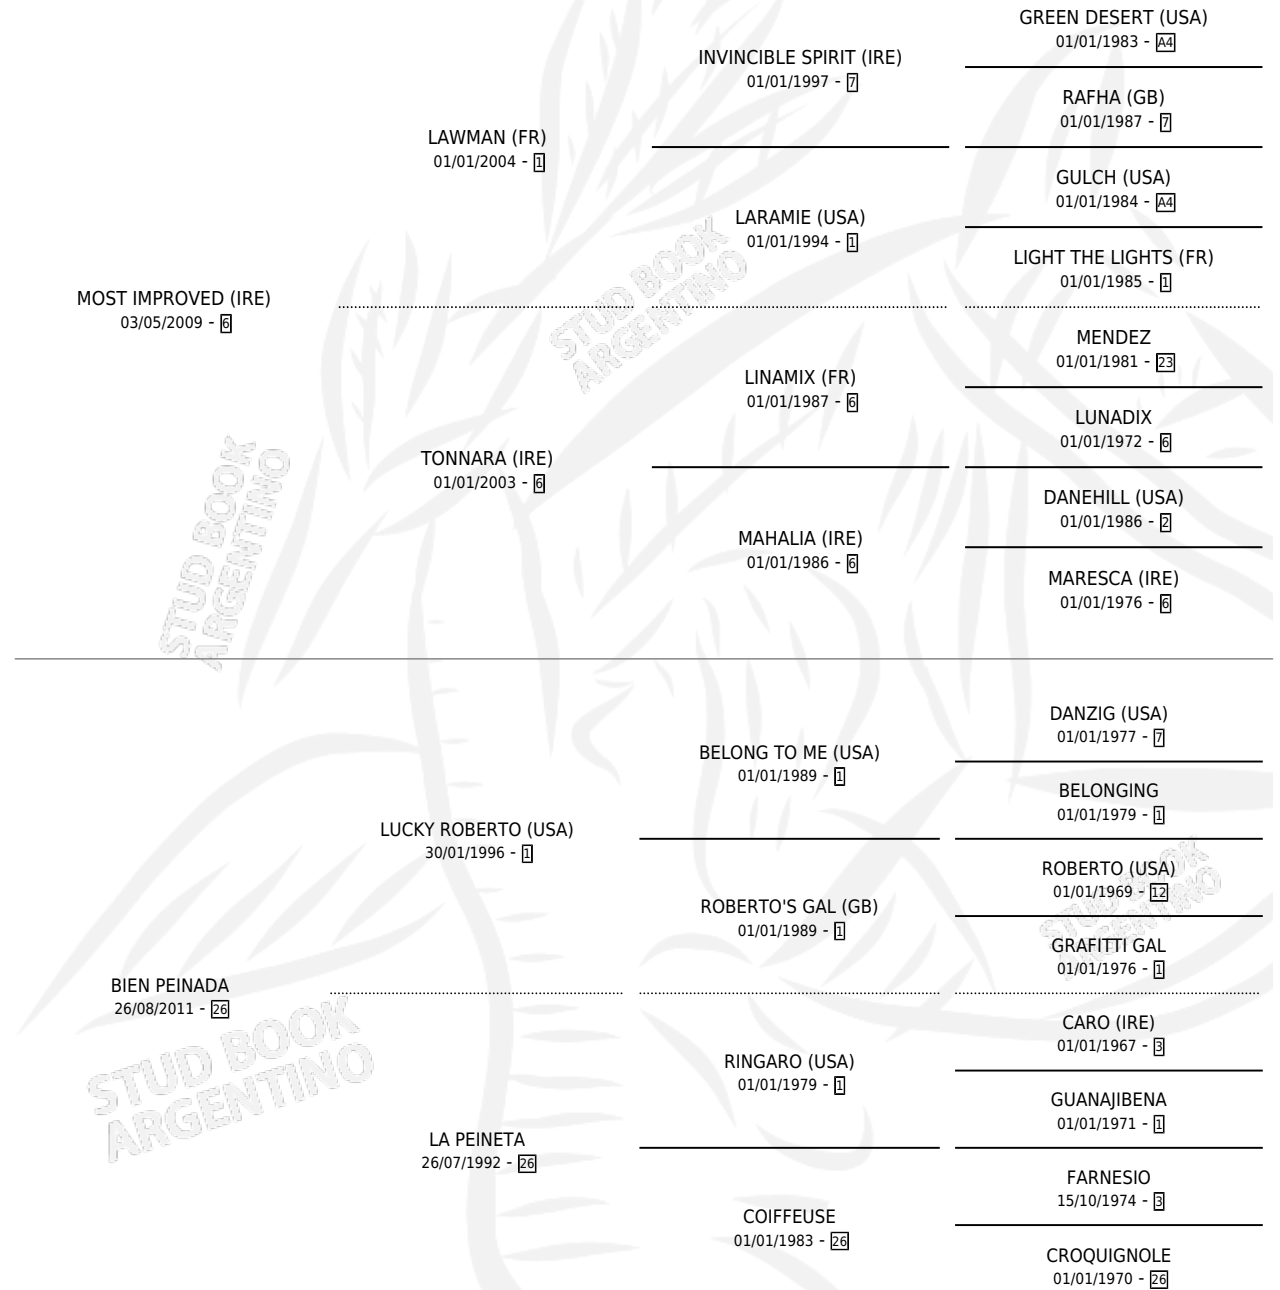 GREEN DESERT (USA)
01/01/1983 - A4
INVINCIBLE SPIRIT (IRE)
01/01/1997 - 7
RAFHA (GB)
01/01/1987 - 7
LAWMAN (FR)
01/01/2004 - 1
GULCH (USA)
01/01/1984 - A4
LARAMIE (USA)
01/01/1994 - 1
LIGHT THE LIGHTS (FR)
01/01/1985 - 1
MOST IMPROVED (IRE)
03/05/2009 - 6
STUD BOOK
ARGENTINO
MENDEZ
01/01/1981 - 23
LINAMIX (FR)
01/01/1987 - 6
LUNADIX
01/01/1972 - 6
TONNARA (IRE)
01/01/2003 - 6
DANEHILL (USA)
01/01/1986 - 2
MAHALIA (IRE)
01/01/1986 - 6
MARESCA (IRE)
01/01/1976 - 6
STUD BOOK
ARGENTINO
DANZIG (USA)
01/01/1977 - 7
BELONG TO ME (USA)
01/01/1989 - 1
BELONGING
01/01/1979 - 1
LUCKY ROBERTO (USA)
30/01/1996 - 1
ROBERTO (USA)
01/01/1969 - 12
ROBERTO'S GAL (GB)
01/01/1989 - 1
STUD BOOK
ARGENTINO
GRAFITTI GAL
01/01/1976 - 1
BIEN PEINADA
26/08/2011 - 26
CARO (IRE)
01/01/1967 - 3
RINGARO (USA)
01/01/1979 - 1
STUD BOOK
ARGENTINO
GUANAJIBENA
01/01/1971 - 1
LA PEINETA
26/07/1992 - 26
FARNESIO
15/10/1974 - 3
COIFFEUSE
01/01/1983 - 26
CROQUIGNOLE
01/01/1970 - 26